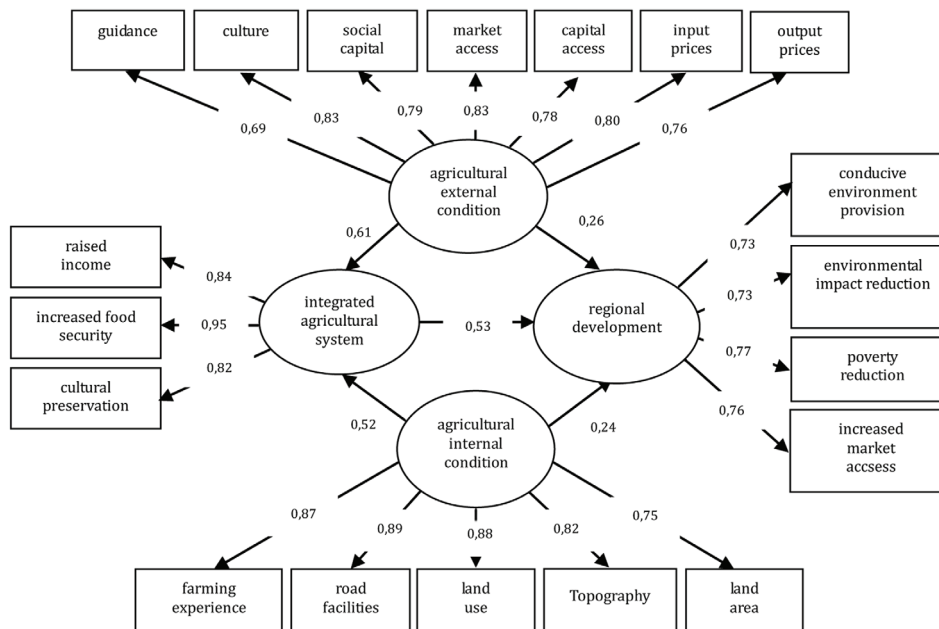 guidance
culture
social
capital
market
access
capital
access
input
prices
output
prices
0,69
0,83
0,79
0,83
0,78
0,80
0,76
agricultural
external
condition
conducive
environment
provision
0,61
0,26
0,73
raised
income
0,84
environmental
impact reduction
0,73
integrated
agricultural
system
regional
development
increased food
security
0,95
0,53
0,77
poverty
reduction
0,82
cultural
preservation
0,76
0,52
0,24
agricultural
internal
condition
increased
market
accsess
0,87
0,89
0,88
0,82
0,75
farming
experience
road
facilities
land
use
Topography
land
area